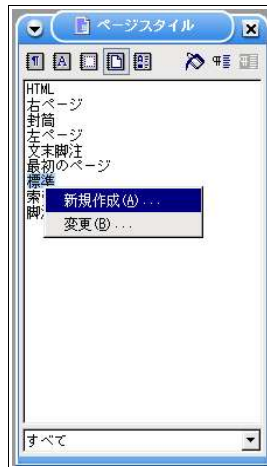 ページスタイル
HTML
右ページ
封筒
左ページ
文末脚注
最初のページ
標準
索
脚
新規作成(A)...
変更(B)...
すべて